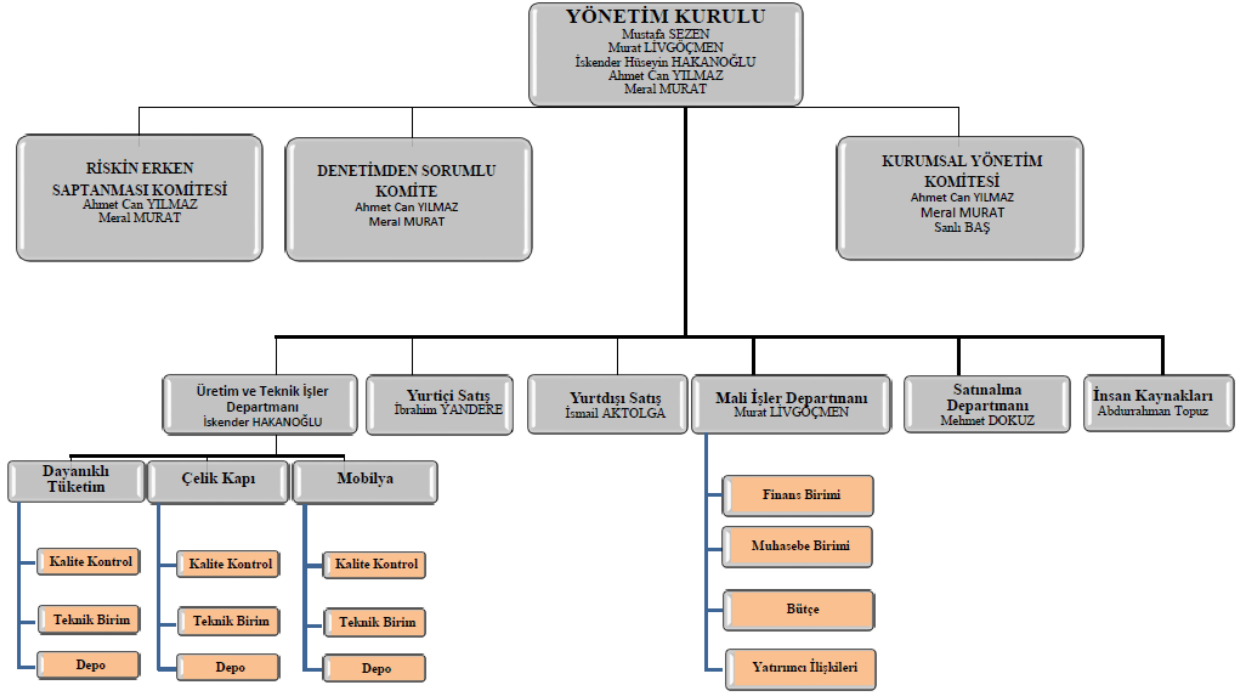 YÖNETİM KURULU
Mustafa SEZEN
Murat LİVGÖÇMEN
İskender Hüseyin HAKANOĞLU
Ahmet Can YILMAZ
Meral MURAT
RİSKİN ERKEN
SAPTANMASI KOMİTESİ
Ahmet Can YILMAZ
Meral MURAT
DENETİMDEN SORUMLU
KOMİTE
Ahmet Can YILMAZ
Meral MURAT
KURUMSAL YÖNETİM
KOMİTESİ
Ahmet Can YILMAZ
Meral MURAT
Sanlı BAŞ
Üretim ve Teknik İşler
Departmanı
İskender HAKANOĞLU
Yurtiçi Satış
İbrahim YANDERE
Yurtdışı Satış
İsmail AKTOLGA
Mali İşler Departmanı
Murat LİVGÖÇMEN
Satınalma
Departmanı
Mehmet DOKUZ
İnsan Kaynakları
Abdurrahman Topuz
Dayanıklı
Tüketim
Kalite Kontrol
Teknik Birim
Depo
Çelik Kapı
Kalite Kontrol
Teknik Birim
Depo
Mobilya
Kalite Kontrol
Teknik Birim
Depo
Finans Birimi
Muhasebe Birimi
Bütçe
Yatırımcı İlişkileri